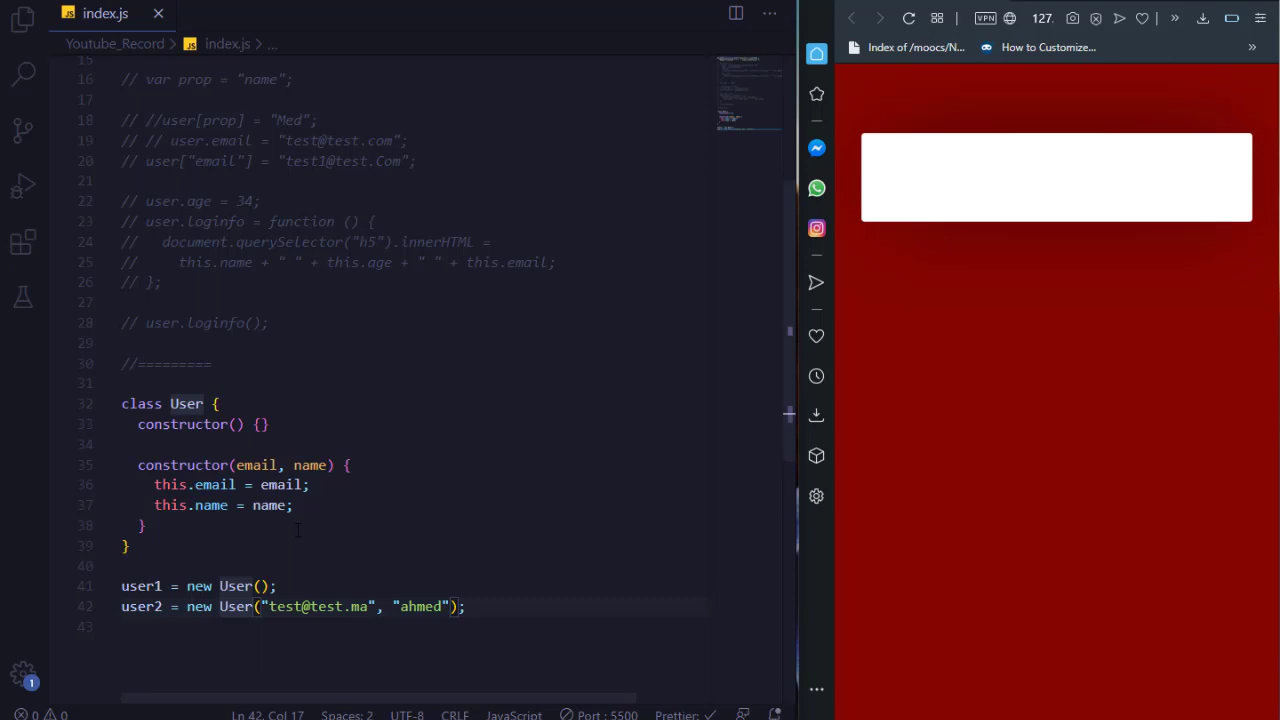 index.js
Youtube_Record > index.js > ...
15
16 // var prop = "name";
17
18 // //user[prop] = "Med";
19 // // user.email = "test@test.com";
20 // user["email"] = "test1@test.Com";
21
22 // user.age = 34;
23 // user.loginfo = function () {
24 //   document.querySelector("h5").innerHTML =
25 //     this.name + " " + this.age + " " + this.email;
26 // };
27
28 // user.loginfo();
29
30 //=========
31
32 class User {
33   constructor() {}
34
35   constructor(email, name) {
36     this.email = email;
37     this.name = name;
38   }
39 }
40
41 user1 = new User();
42 user2 = new User("test@test.ma", "ahmed");
43
1
0 0 Ln 42, Col 17 Spaces: 2 UTF-8 CRLF JavaScript Port : 5500 Prettier: ✓
VPN 127. »
Index of /moocs/N... How to Customize... »